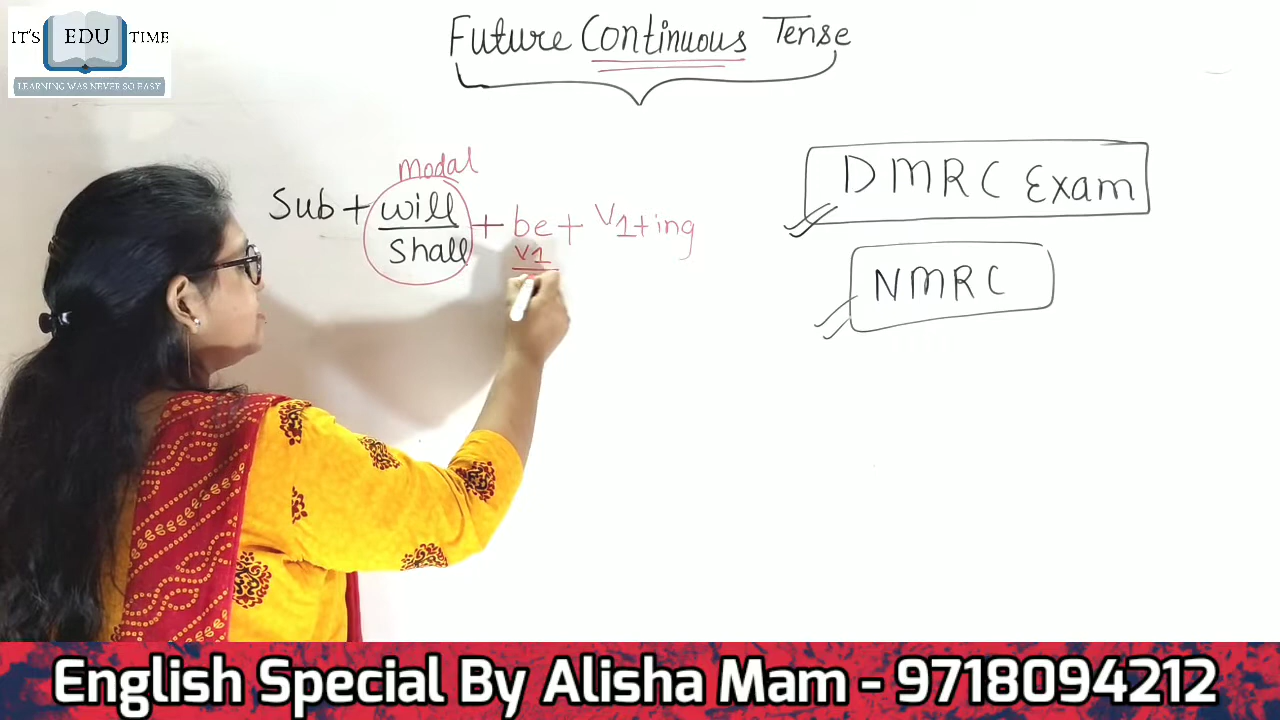 IT'S EDU TIME
LEARNING WAS NEVER SO EASY
Future Continuous Tense
modal
Sub + will + be + V1 + ing
shall
V1
DMRC Exam
NMRC
English Special By Alisha Mam - 9718094212